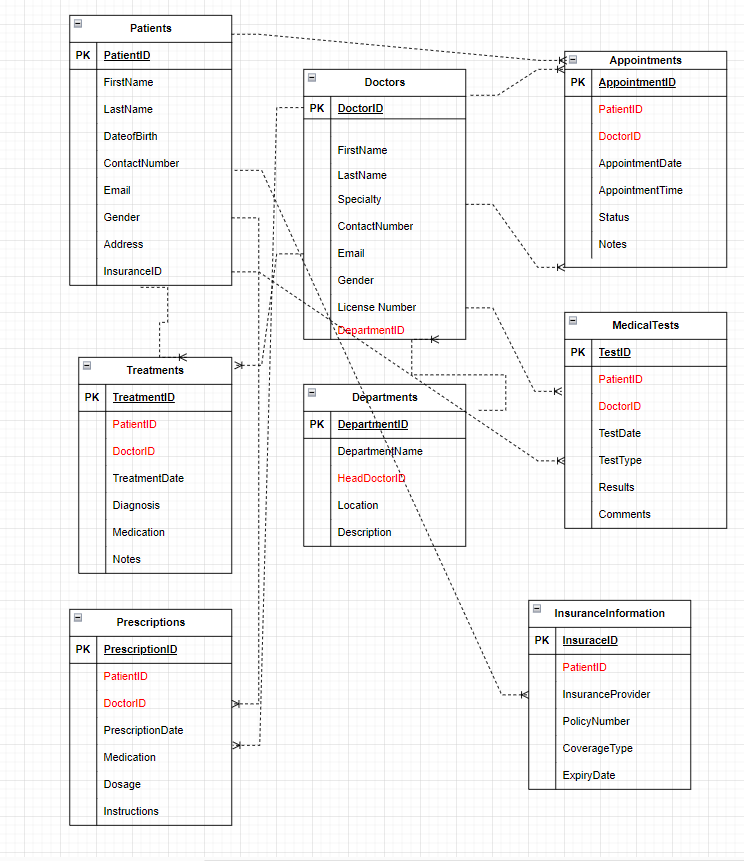 Patients
PK PatientID
FirstName
LastName
DateofBirth
ContactNumber
Email
Gender
Address
InsuranceID
Doctors
PK DoctorID
FirstName
LastName
Specialty
ContactNumber
Email
Gender
License Number
DepartmentID
Appointments
PK AppointmentID
PatientID
DoctorID
AppointmentDate
AppointmentTime
Status
Notes
Treatments
PK TreatmentID
PatientID
DoctorID
TreatmentDate
Diagnosis
Medication
Notes
Departments
PK DepartmentID
DepartmentName
HeadDoctorID
Location
Description
MedicalTests
PK TestID
PatientID
DoctorID
TestDate
TestType
Results
Comments
Prescriptions
PK PrescriptionID
PatientID
DoctorID
PrescriptionDate
Medication
Dosage
Instructions
InsuranceInformation
PK InsuraceID
PatientID
InsuranceProvider
PolicyNumber
CoverageType
ExpiryDate